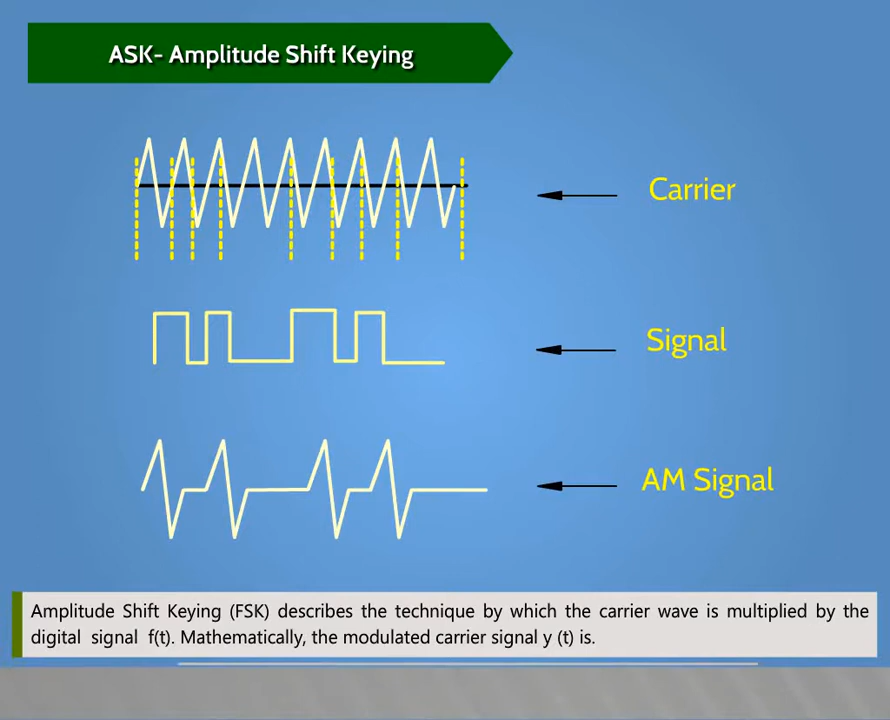 ASK- Amplitude Shift Keying
Carrier
Signal
AM Signal
Amplitude Shift Keying (FSK) describes the technique by which the carrier wave is multiplied by the
digital signal f(t). Mathematically, the modulated carrier signal y (t) is.